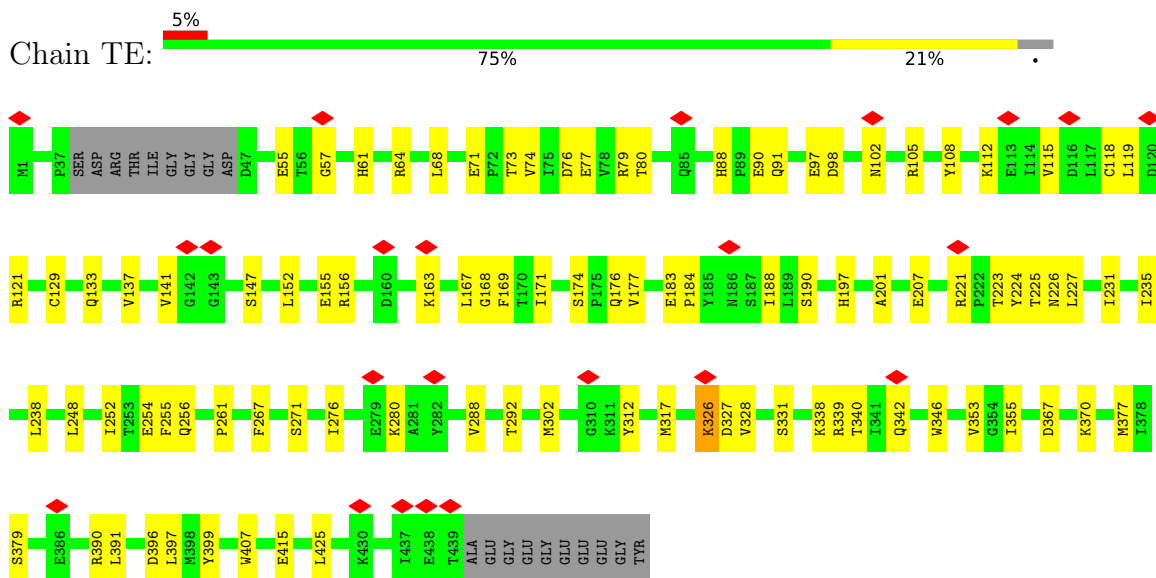 5%
Chain TE:
75% 21% •
M1 P37 SER ASP ARG THR ILE GLY GLY GLY ASP D47 E55 T56 G57 H61 R64 L68 E71 P72 T73 V74 I75 D76 E77 V78 R79 T80 Q85 H88 P89 E90 Q91 E97 D98 N102 R105 Y108 K112 E113 I114 V115 D116 L117 C118 L119 D120
R121 C129 Q133 V137 V141 G142 G143 S147 L152 E155 R156 D160 K163 L167 G168 F169 T170 I171 S174 P175 Q176 V177 E183 P184 Y185 N186 S187 I188 L189 S190 H197 A201 E207 R221 P222 T223 Y224 T225 N226 L227 I231 I235
L238 L248 I252 T253 E254 F255 Q256 P261 F267 S271 I276 E279 K280 A281 Y282 V288 T292 M302 G310 K311 Y312 M317 K326 D327 V328 S331 K338 R339 T340 I341 Q342 W346 V353 G354 I355 D367 K370 M377 I378
S379 E386 R390 L391 D396 L397 M398 Y399 W407 E415 L425 K430 I437 E438 T439 ALA GLU GLY GLU GLY GLU GLU GLU GLY TYR